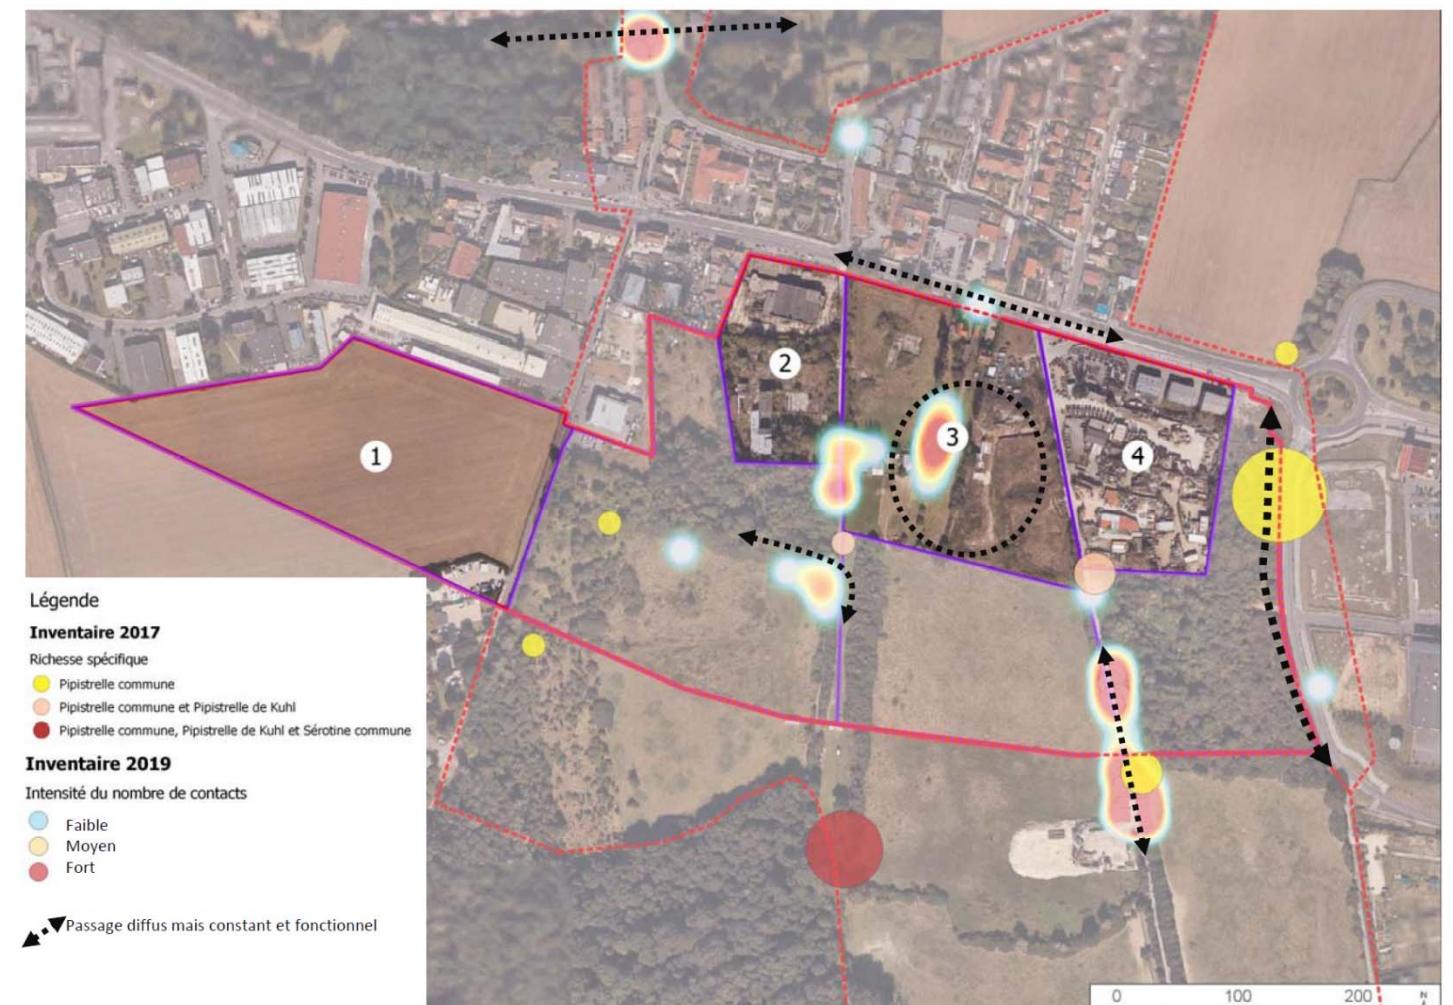 2
3
1
4
Légende
Inventaire 2017
Richesse spécifique
Pipistrelle commune
Pipistrelle commune et Pipistrelle de Kuhl
Pipistrelle commune, Pipistrelle de Kuhl et Sérotine commune
Inventaire 2019
Intensité du nombre de contacts
Faible
Moyen
Fort
Passage diffus mais constant et fonctionnel
0 100 200 N